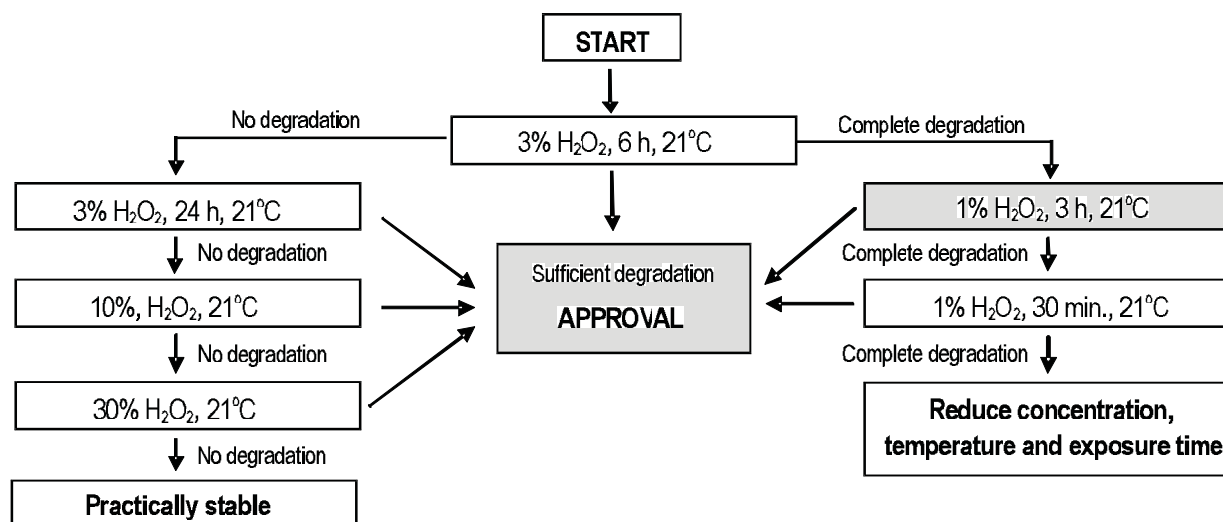 START
No degradation
3% H₂O₂, 6 h, 21°C
Complete degradation
3% H₂O₂, 24 h, 21°C
1% H₂O₂, 3 h, 21°C
No degradation
Sufficient degradation
Complete degradation
10%, H₂O₂, 21°C
APPROVAL
1% H₂O₂, 30 min., 21°C
No degradation
Complete degradation
30% H₂O₂, 21°C
Reduce concentration,
temperature and exposure time
No degradation
Practically stable